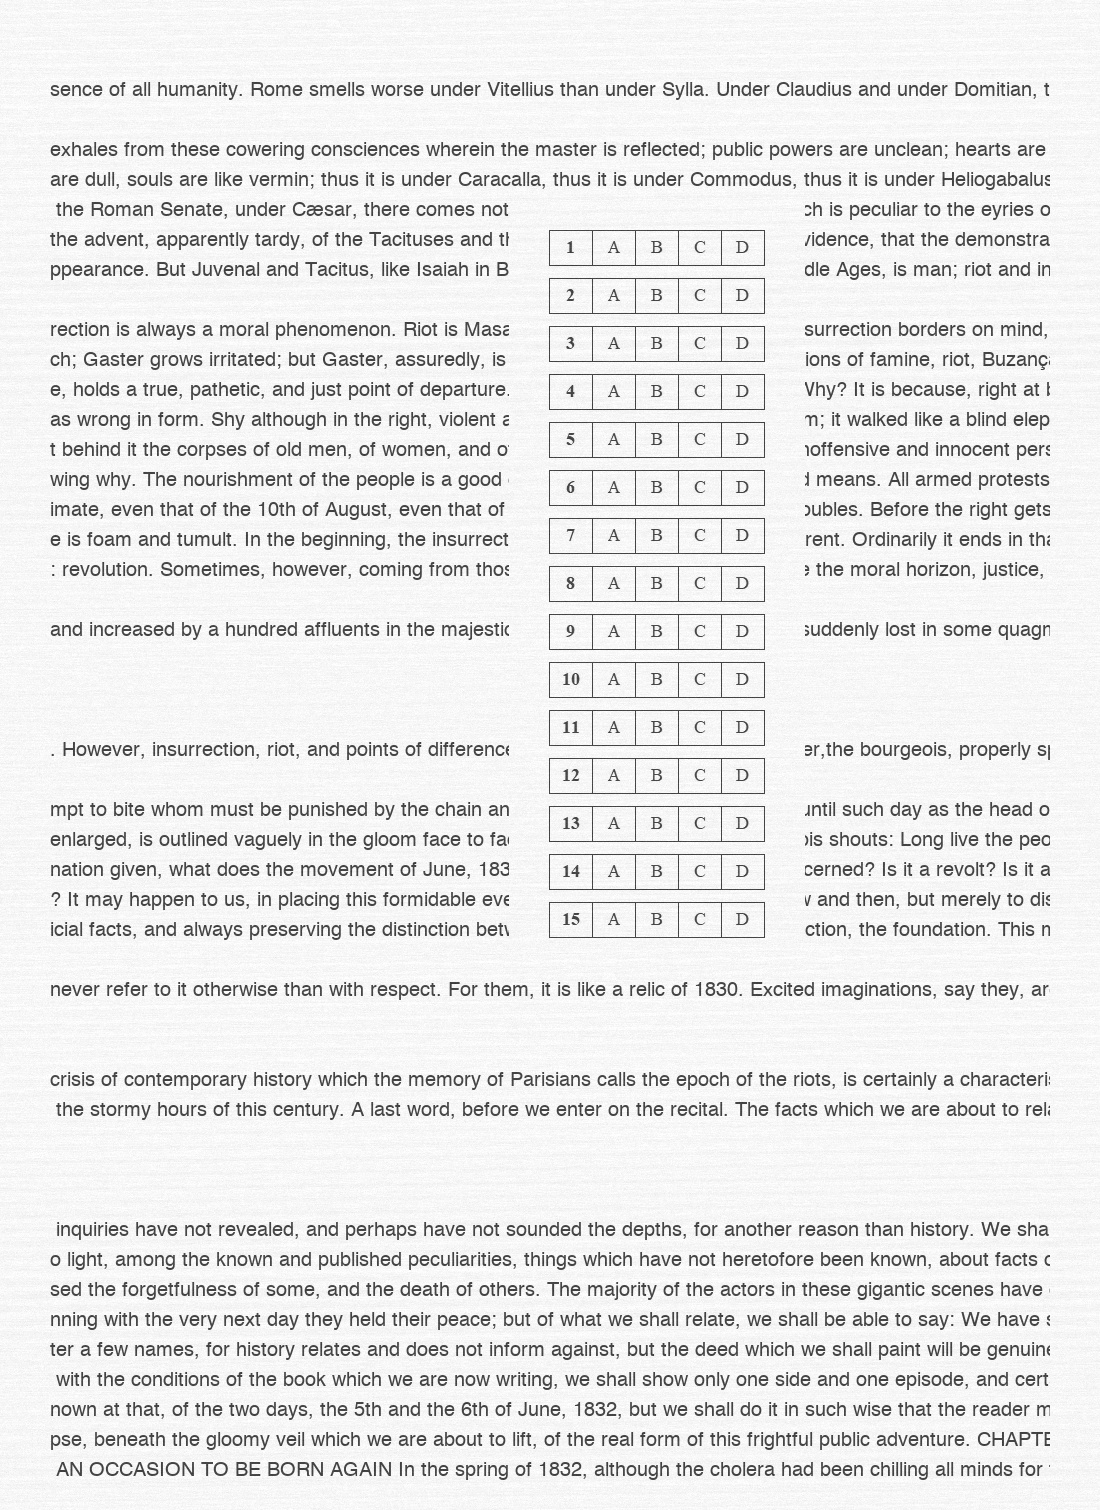 sence of all humanity. Rome smells worse under Vitellius than under Sylla. Under Claudius and under Domitian, t
exhales from these cowering consciences wherein the master is reflected; public powers are unclean; hearts are
are dull, souls are like vermin; thus it is under Caracalla, thus it is under Commodus, thus it is under Heliogabalus
the Roman Senate, under Cæsar, there comes not
the advent, apparently tardy, of the Tacituses and th
ppearance. But Juvenal and Tacitus, like Isaiah in B
rection is always a moral phenomenon. Riot is Masa
ch; Gaster grows irritated; but Gaster, assuredly, is
e, holds a true, pathetic, and just point of departure.
as wrong in form. Shy although in the right, violent a
t behind it the corpses of old men, of women, and of
wing why. The nourishment of the people is a good
imate, even that of the 10th of August, even that of
e is foam and tumult. In the beginning, the insurrect
: revolution. Sometimes, however, coming from thos
and increased by a hundred affluents in the majestic
. However, insurrection, riot, and points of difference
mpt to bite whom must be punished by the chain an
enlarged, is outlined vaguely in the gloom face to fac
nation given, what does the movement of June, 183
? It may happen to us, in placing this formidable eve
icial facts, and always preserving the distinction betw
1 A B C D
2 A B C D
3 A B C D
4 A B C D
5 A B C D
6 A B C D
7 A B C D
8 A B C D
9 A B C D
10 A B C D
11 A B C D
12 A B C D
13 A B C D
14 A B C D
15 A B C D
ch is peculiar to the eyries o
vidence, that the demonstra
dle Ages, is man; riot and in
surrection borders on mind,
ions of famine, riot, Buzança
Why? It is because, right at b
m; it walked like a blind elep
noffensive and innocent pers
d means. All armed protests
oubles. Before the right gets
rent. Ordinarily it ends in tha
e the moral horizon, justice,
suddenly lost in some quagm
er,the bourgeois, properly sp
until such day as the head o
ois shouts: Long live the peo
cerned? Is it a revolt? Is it a
w and then, but merely to dis
ction, the foundation. This m
never refer to it otherwise than with respect. For them, it is like a relic of 1830. Excited imaginations, say they, ar
crisis of contemporary history which the memory of Parisians calls the epoch of the riots, is certainly a characteris
the stormy hours of this century. A last word, before we enter on the recital. The facts which we are about to rela
inquiries have not revealed, and perhaps have not sounded the depths, for another reason than history. We sha
o light, among the known and published peculiarities, things which have not heretofore been known, about facts o
sed the forgetfulness of some, and the death of others. The majority of the actors in these gigantic scenes have
nning with the very next day they held their peace; but of what we shall relate, we shall be able to say: We have s
ter a few names, for history relates and does not inform against, but the deed which we shall paint will be genuine
with the conditions of the book which we are now writing, we shall show only one side and one episode, and cert
nown at that, of the two days, the 5th and the 6th of June, 1832, but we shall do it in such wise that the reader m
pse, beneath the gloomy veil which we are about to lift, of the real form of this frightful public adventure. CHAPTE
AN OCCASION TO BE BORN AGAIN In the spring of 1832, although the cholera had been chilling all minds for